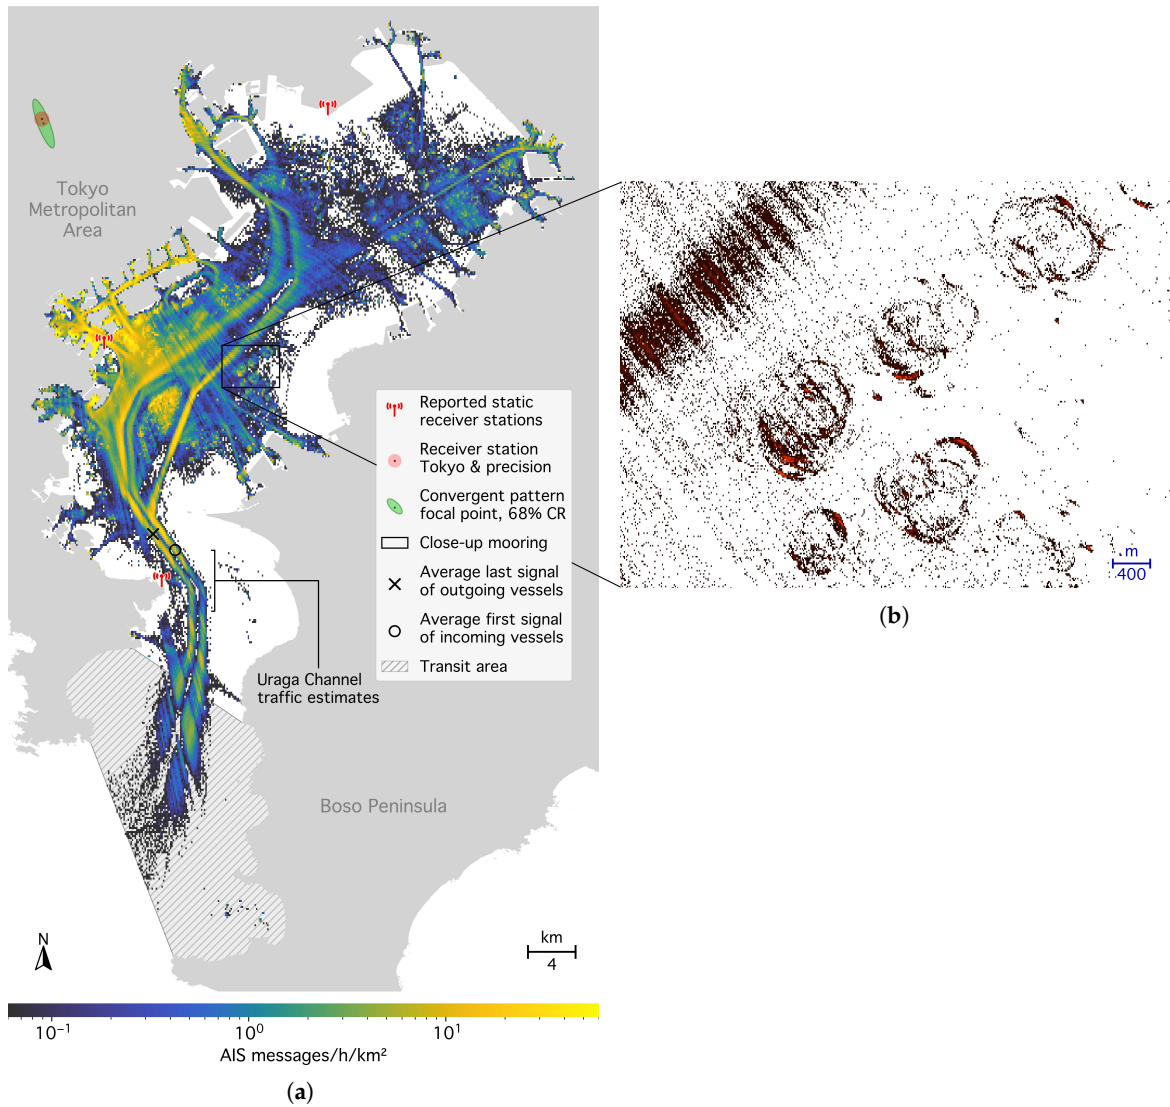 Tokyo
Metropolitan
Area
Reported static
receiver stations
Receiver station
Tokyo & precision
Convergent pattern
focal point, 68% CR
Close-up mooring
Average last signal
of outgoing vessels
Average first signal
of incoming vessels
Transit area
Uraga Channel
traffic estimates
Boso Peninsula
N
km
4
10⁻¹
10⁰
10¹
AIS messages/h/km²
(a)
m
400
(b)